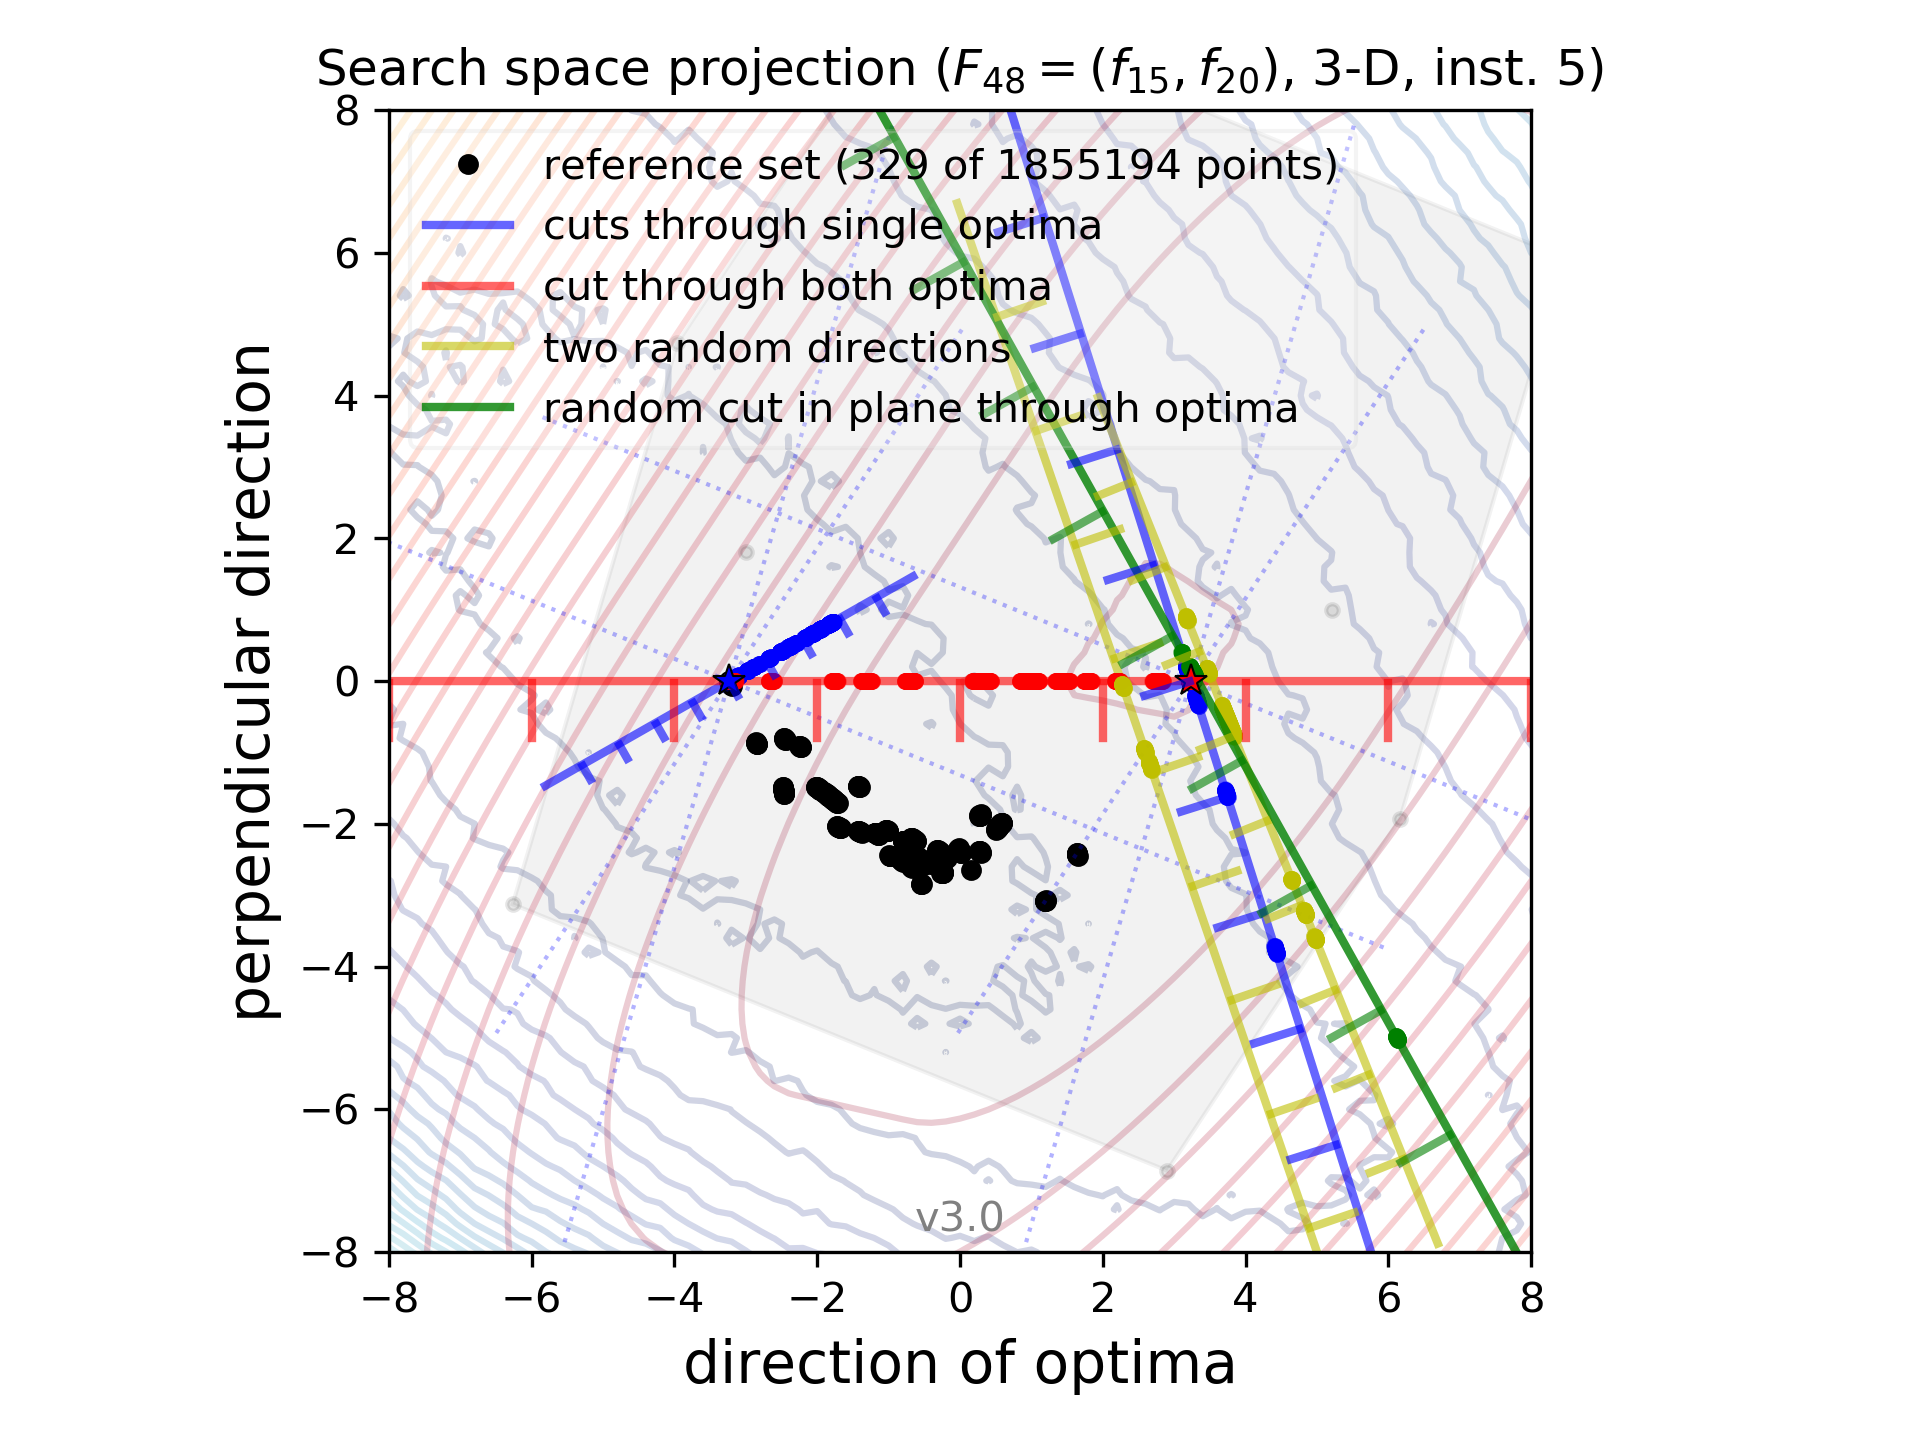 Search space projection (F48 = (f15, f20), 3-D, inst. 5)
reference set (329 of 1855194 points)
cuts through single optima
cut through both optima
two random directions
random cut in plane through optima
perpendicular direction
8
6
4
2
0
−2
−4
−6
−8
v3.0
−8 −6 −4 −2 0 2 4 6 8
direction of optima